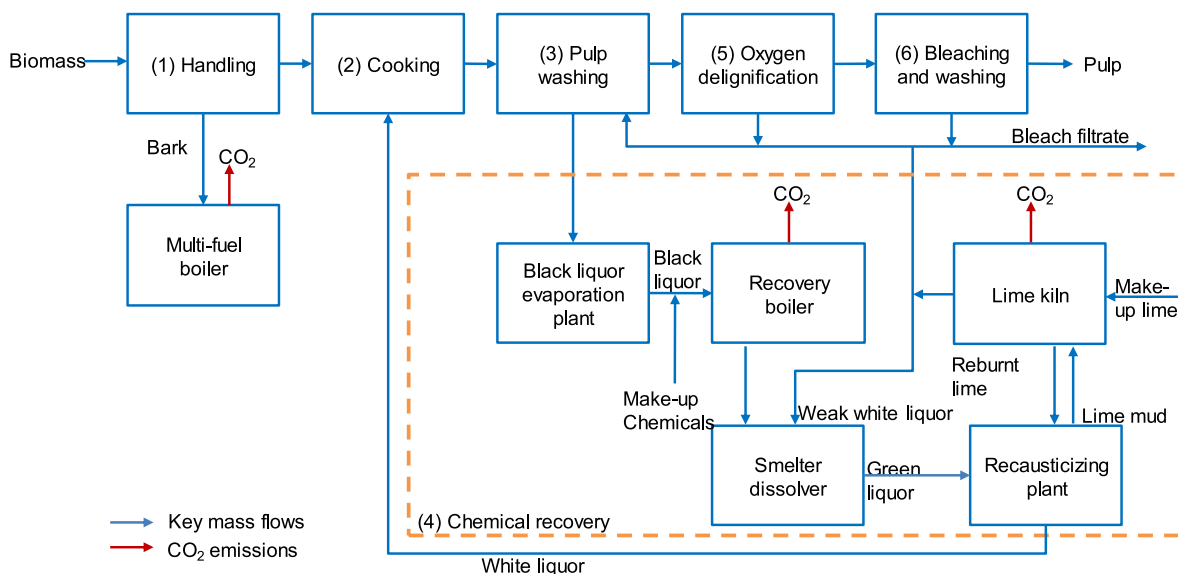 Biomass
(1) Handling
(2) Cooking
(3) Pulp
washing
(5) Oxygen
delignification
(6) Bleaching
and washing
Pulp
Bark
CO2
Bleach filtrate
Multi-fuel
boiler
CO2
CO2
Black liquor
evaporation
plant
Black
liquor
Recovery
boiler
Lime kiln
Make-
up lime
Make-up
Chemicals
Weak white liquor
Reburnt
lime
Lime mud
Smelter
dissolver
Green
liquor
Recausticizing
plant
Key mass flows
CO2 emissions
(4) Chemical recovery
White
liquor